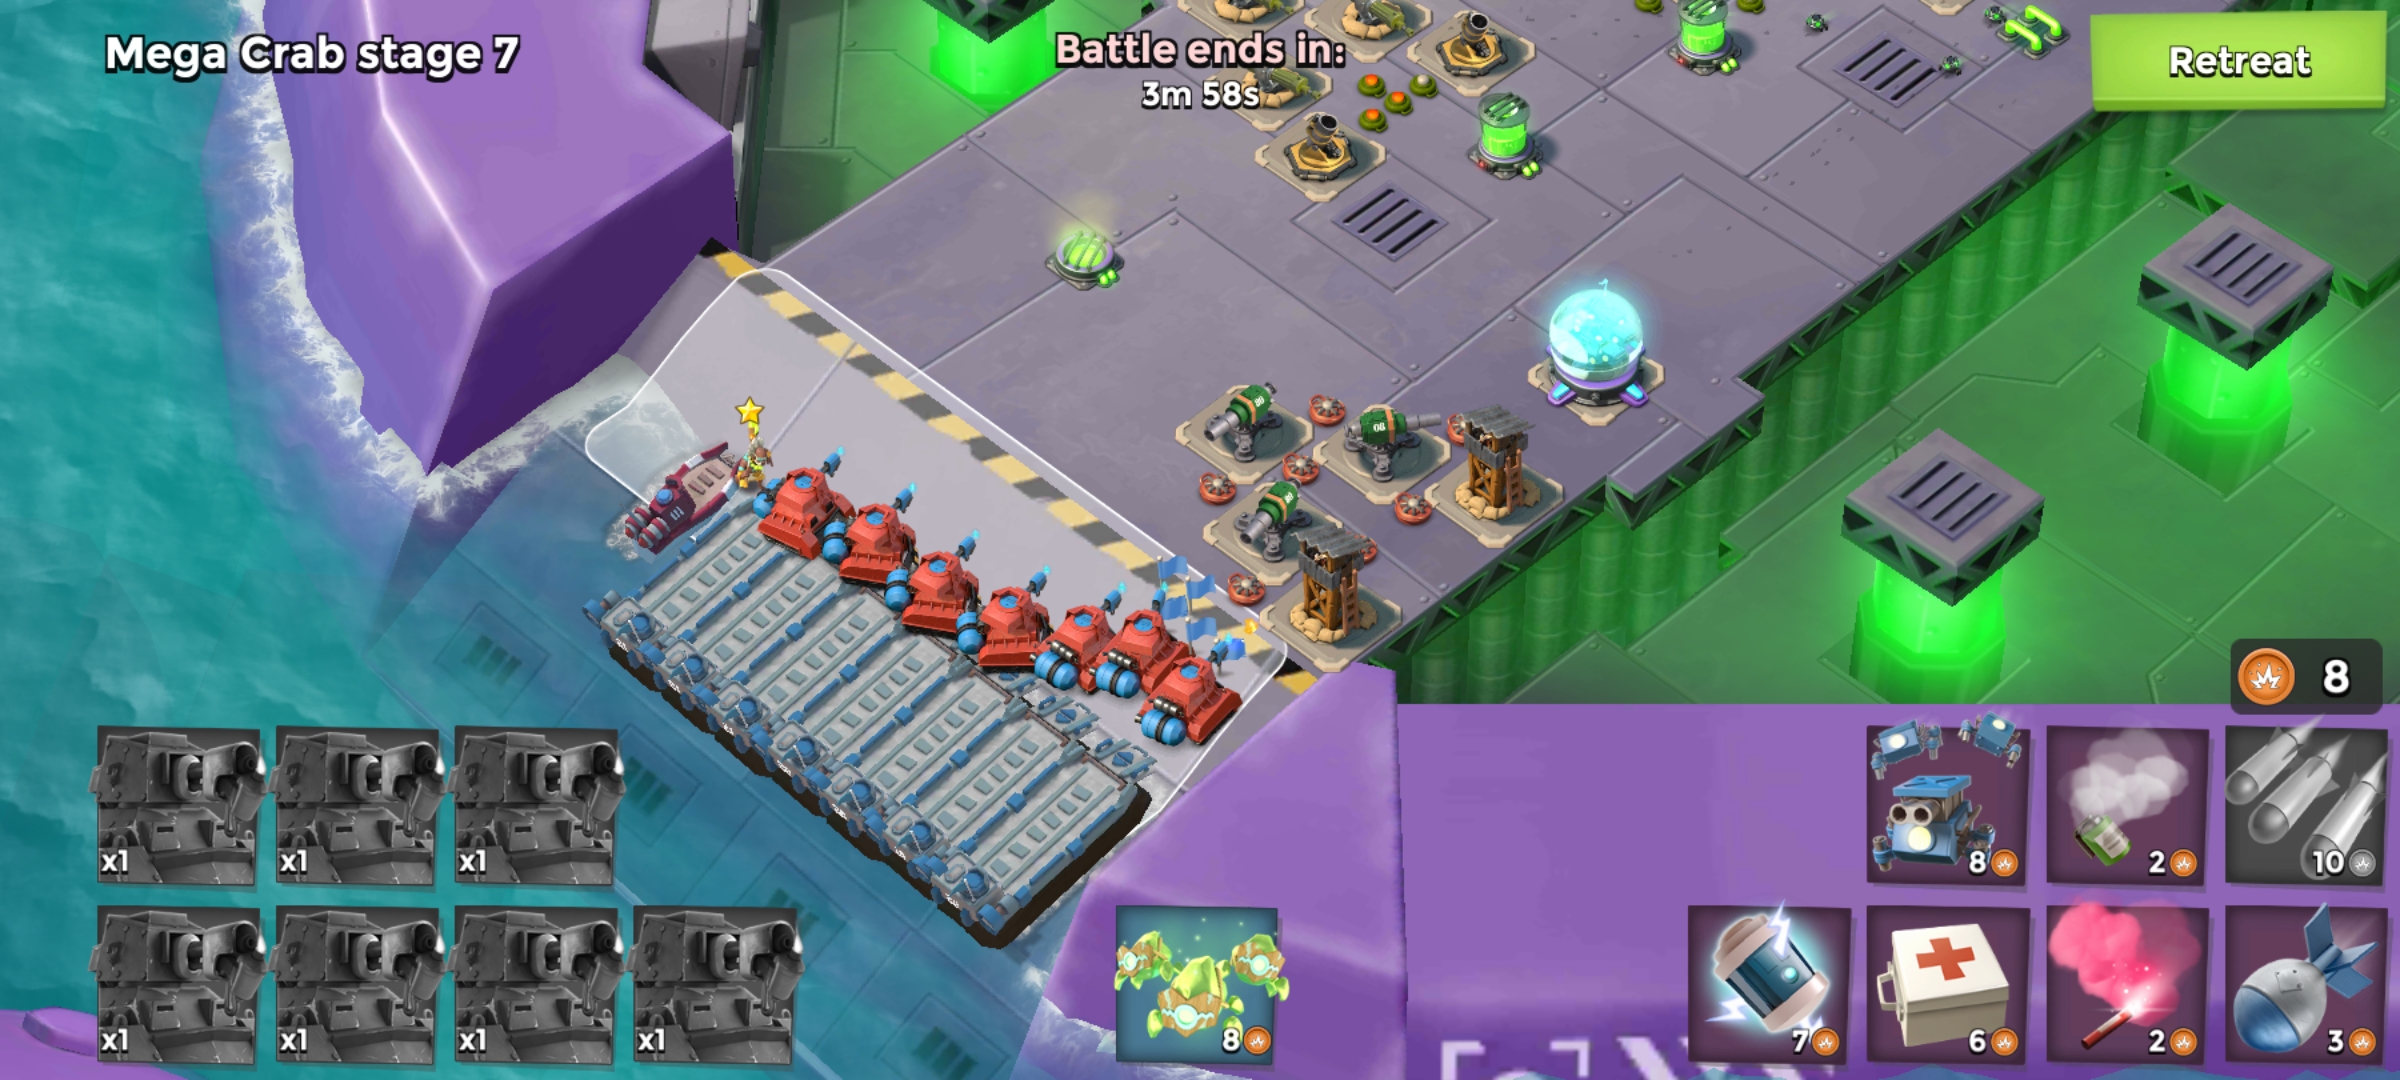 Mega Crab stage 7
Battle ends in:
3m 58s
Retreat
8
x1
x1
x1
8
2
10
x1
x1
x1
x1
8
7
6
2
3